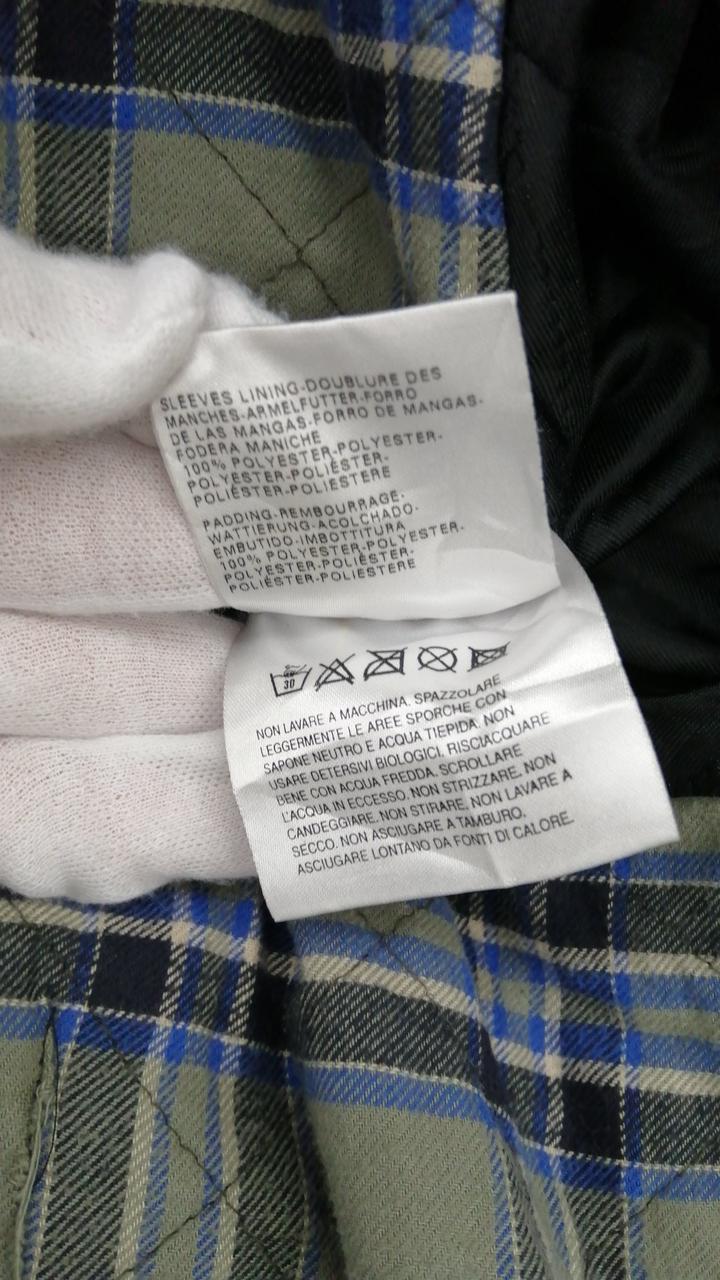 SLEEVES LINING-DOUBLURE DES
MANCHES-ARMELFUTTER-FORRO
DE LAS MANGAS-FORRO DE MANGAS-
FODERA MANICHE
100% POLYESTER-POLYESTER-
POLYESTER-POLIÉSTER-
POLIÉSTER-POLIESTERE
PADDING-REMBOURRAGE-
WATTIERUNG-ACOLCHADO-
EMBUTIDO-IMBOTTITURA
100% POLYESTER-POLYESTER-
POLYESTER-POLIÉSTER-
POLIÉSTER-POLIESTERE
30
NON LAVARE A MACCHINA. SPAZZOLARE
LEGGERMENTE LE AREE SPORCHE CON
SAPONE NEUTRO E ACQUA TIEPIDA. NON
USARE DETERSIVI BIOLOGICI. RISCIACQUARE
BENE CON ACQUA FREDDA. SCROLLARE
L'ACQUA IN ECCESSO. NON STRIZZARE. NON
CANDEGGIARE. NON STIRARE. NON LAVARE A
SECCO. NON ASCIUGARE A TAMBURO.
ASCIUGARE LONTANO DA FONTI DI CALORE.